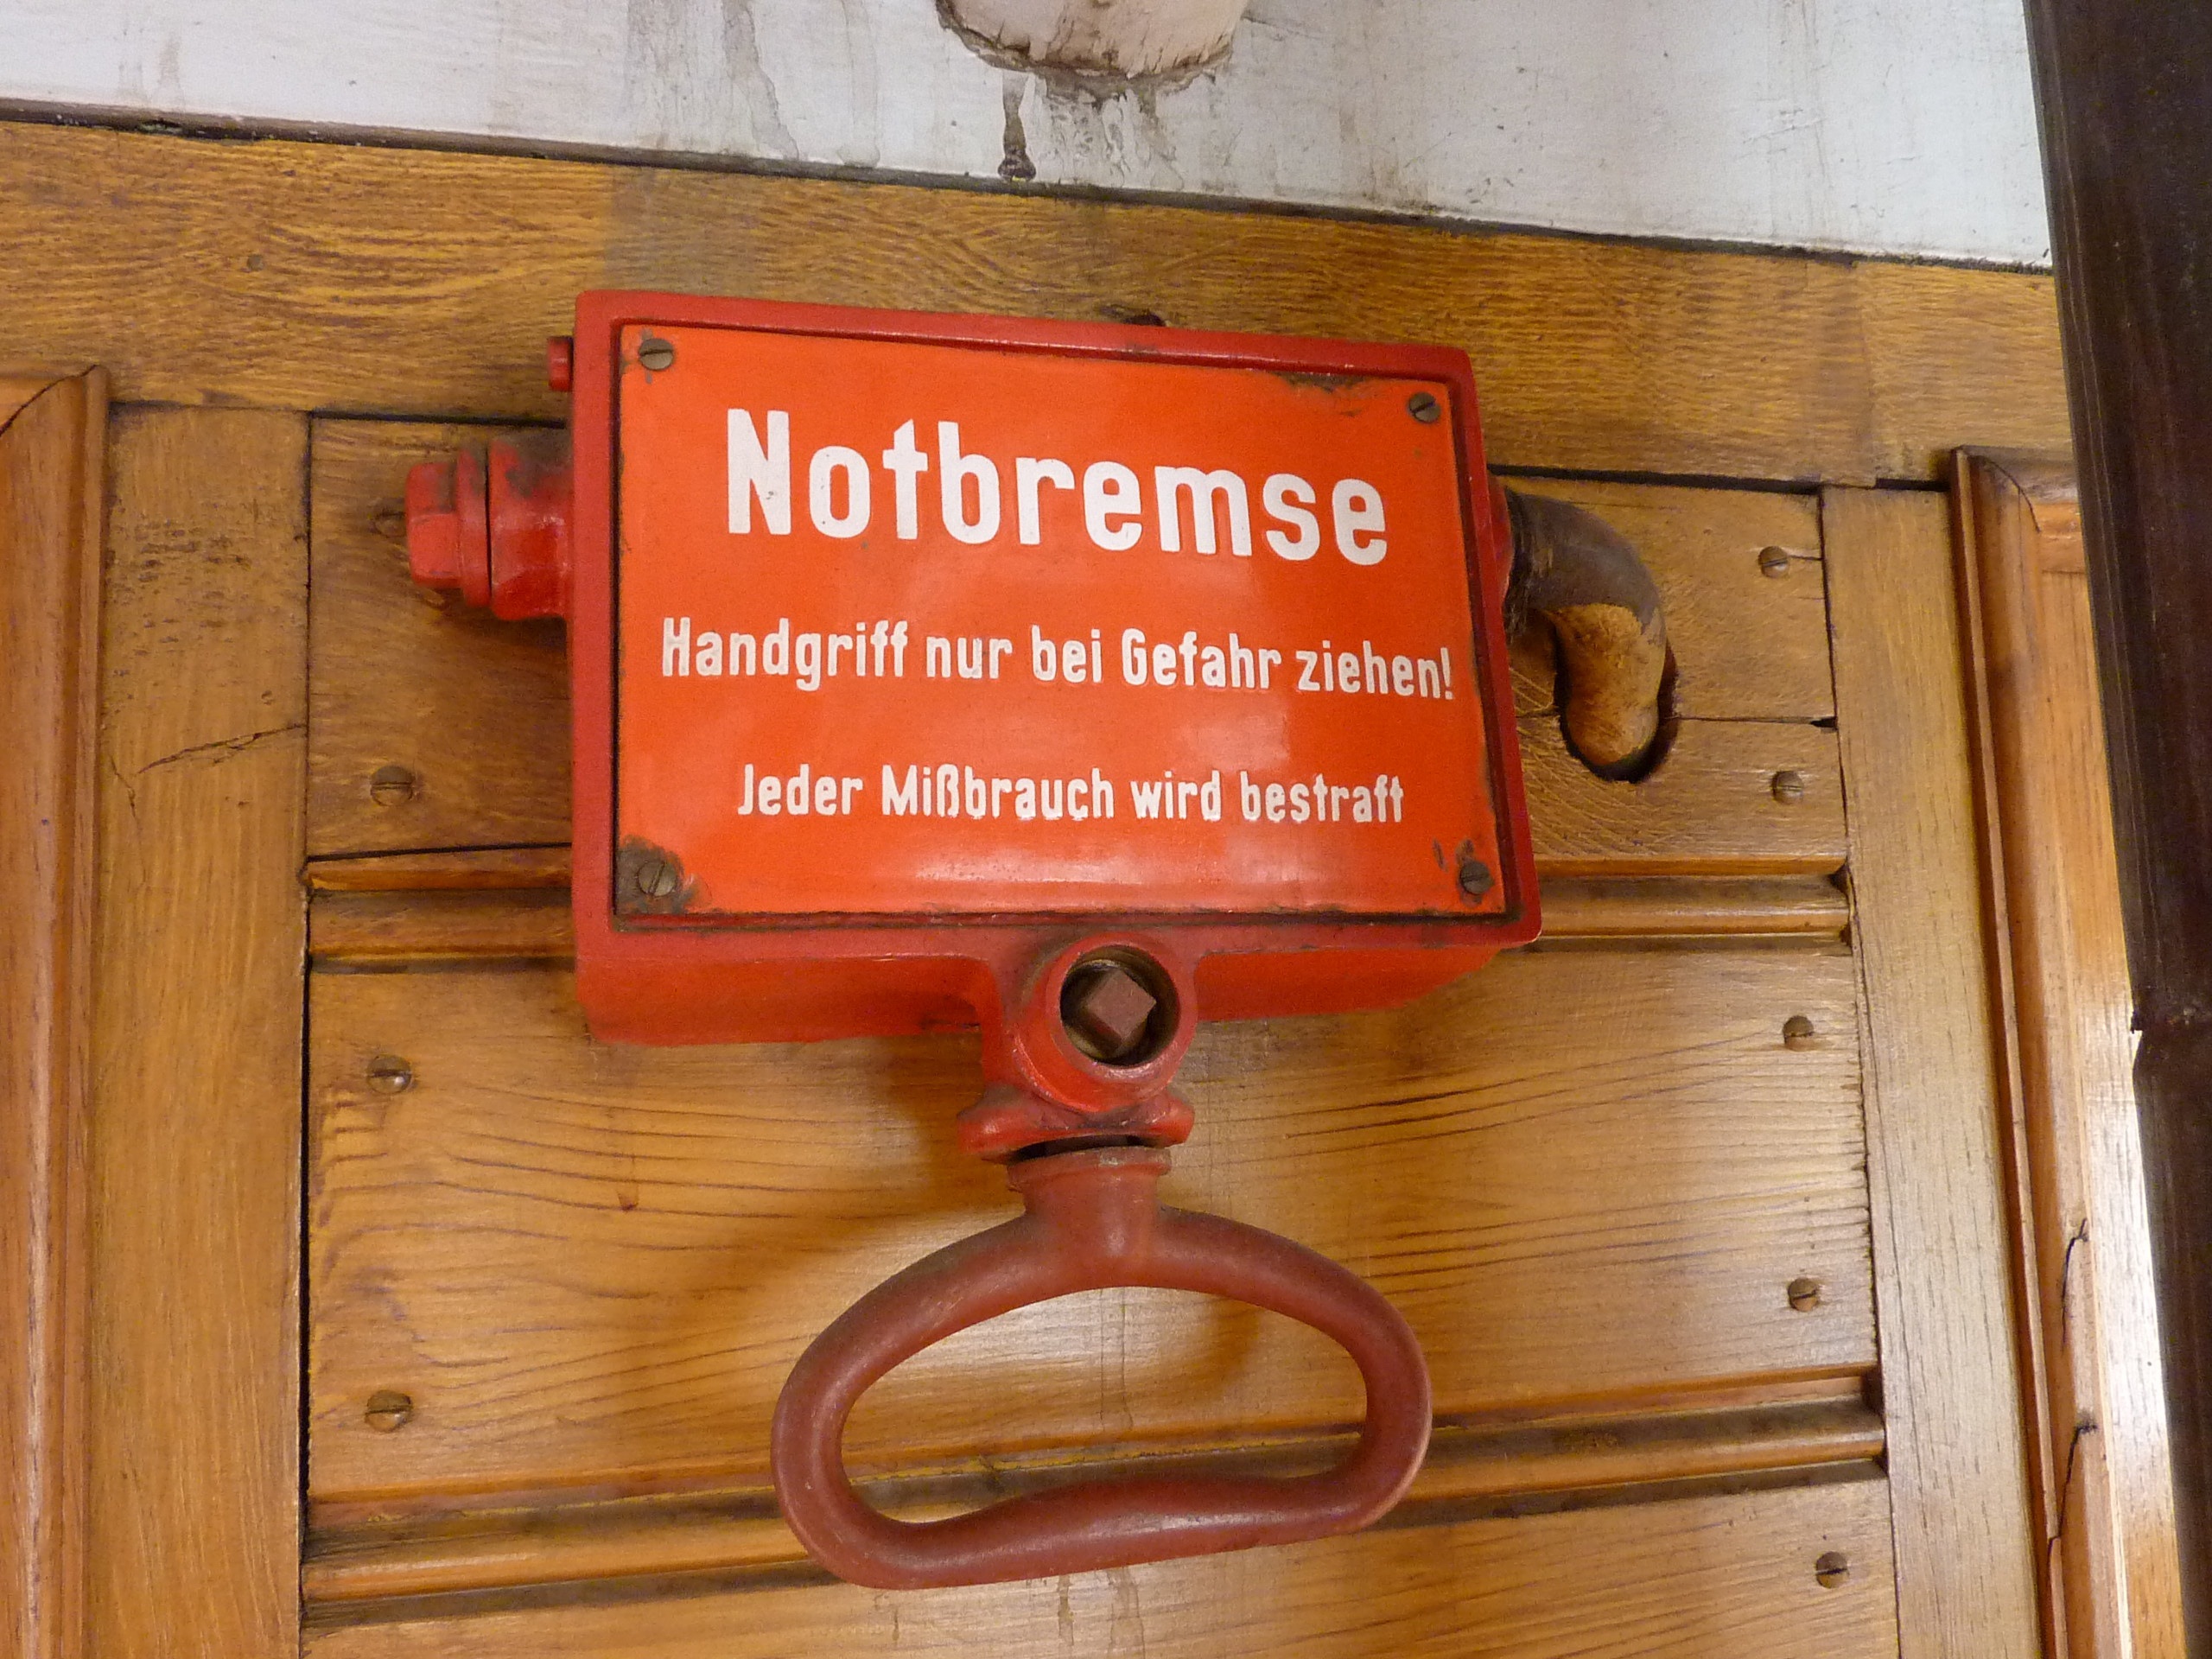 Notbremse
Handgriff nur bei Gefahr ziehen!
Jeder Mißbrauch wird bestraft